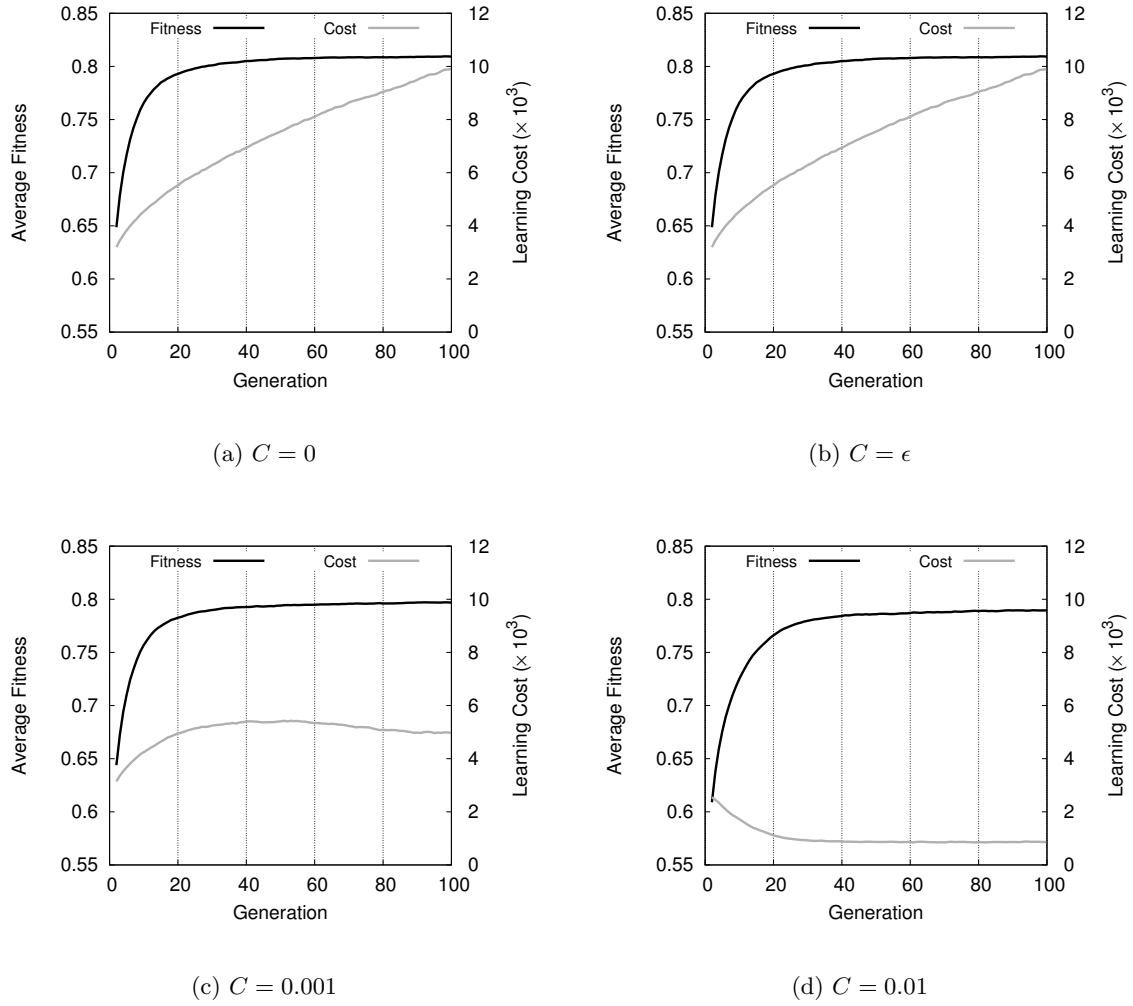 0.85
0.8
0.75
0.7
0.65
0.6
0.55
Average Fitness
Fitness
Cost
12
10
8
6
4
2
0
Learning Cost (× 10³)
0 20 40 60 80 100
Generation
(a) C = 0
0.85
0.8
0.75
0.7
0.65
0.6
0.55
Average Fitness
Fitness
Cost
12
10
8
6
4
2
0
Learning Cost (× 10³)
0 20 40 60 80 100
Generation
(b) C = ϵ
0.85
0.8
0.75
0.7
0.65
0.6
0.55
Average Fitness
Fitness
Cost
12
10
8
6
4
2
0
Learning Cost (× 10³)
0 20 40 60 80 100
Generation
(c) C = 0.001
0.85
0.8
0.75
0.7
0.65
0.6
0.55
Average Fitness
Fitness
Cost
12
10
8
6
4
2
0
Learning Cost (× 10³)
0 20 40 60 80 100
Generation
(d) C = 0.01